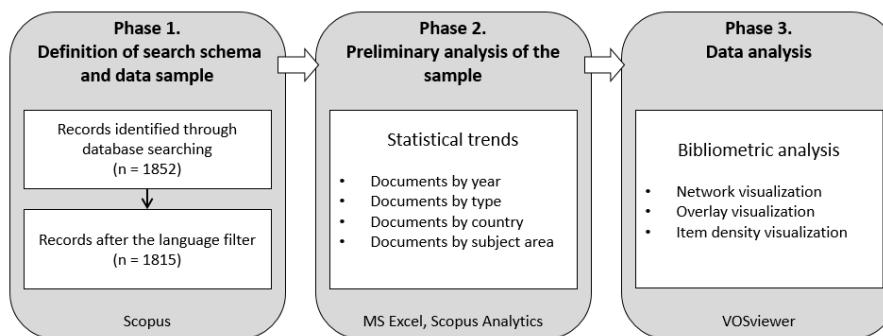 Phase 1.
Definition of search schema
and data sample
Records identified through
database searching
(n = 1852)
Records after the language filter
(n = 1815)
Scopus
Phase 2.
Preliminary analysis of the
sample
Statistical trends
• Documents by year
• Documents by type
• Documents by country
• Documents by subject area
MS Excel, Scopus Analytics
Phase 3.
Data analysis
Bibliometric analysis
• Network visualization
• Overlay visualization
• Item density visualization
VOSviewer